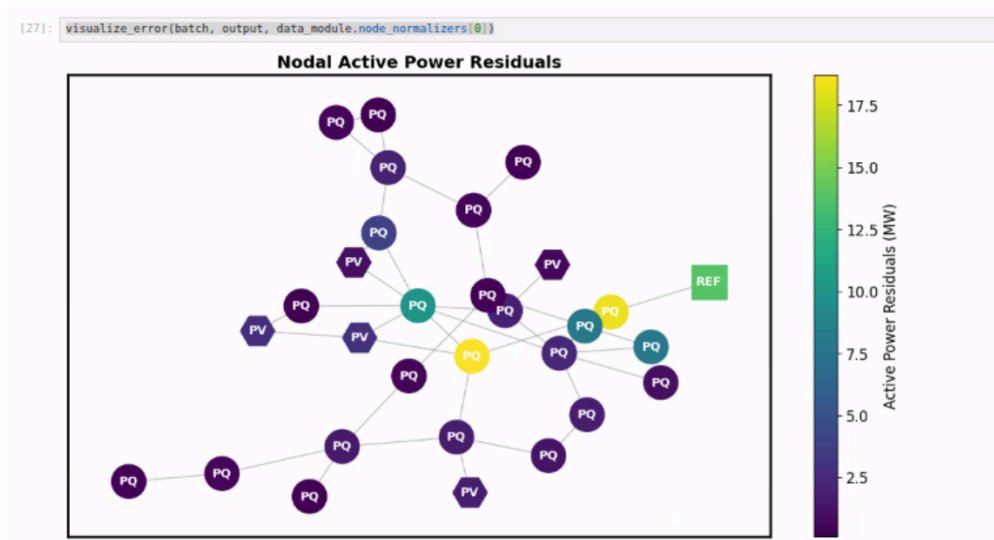 [27]: visualize_error(batch, output, data_module.node_normalizers[0])
Nodal Active Power Residuals
PQ PQ
PQ PQ
PQ
PQ
PV PV
REF
PQ
PQ PQ PQ PQ
PQ
PV PV
PQ PQ
PQ
PQ PQ
PQ
PQ PQ
PQ
PQ PQ
PV PQ
17.5
15.0
12.5
10.0
7.5
5.0
2.5
Active Power Residuals (MW)